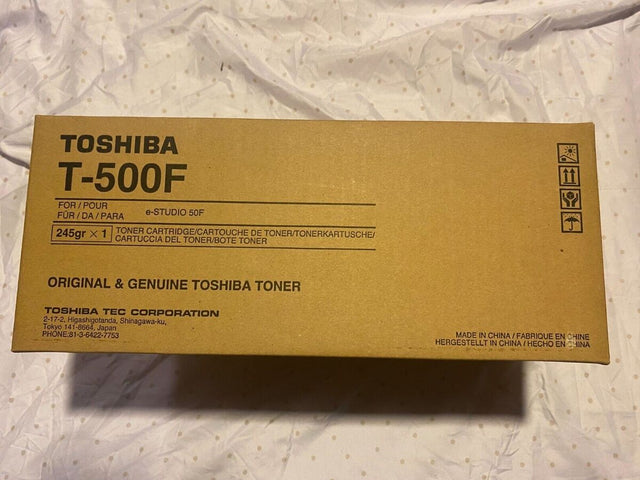 TOSHIBA
T-500F
FOR / POUR
FÜR / DA / PARA
e-STUDIO 50F
245gr × 1
TONER CARTRIDGE/CARTOUCHE DE TONER/TONERKARTUSCHE/
CARTUCCIA DEL TONER/BOTE TONER
ORIGINAL & GENUINE TOSHIBA TONER
TOSHIBA TEC CORPORATION
2-17-2, Higashigotanda, Shinagawa-ku,
Tokyo 141-8664, Japan
PHONE:81-3-6422-7753
MADE IN CHINA / FABRIQUE EN CHINE
HERGESTELLT IN CHINA / HECHO EN CHINA